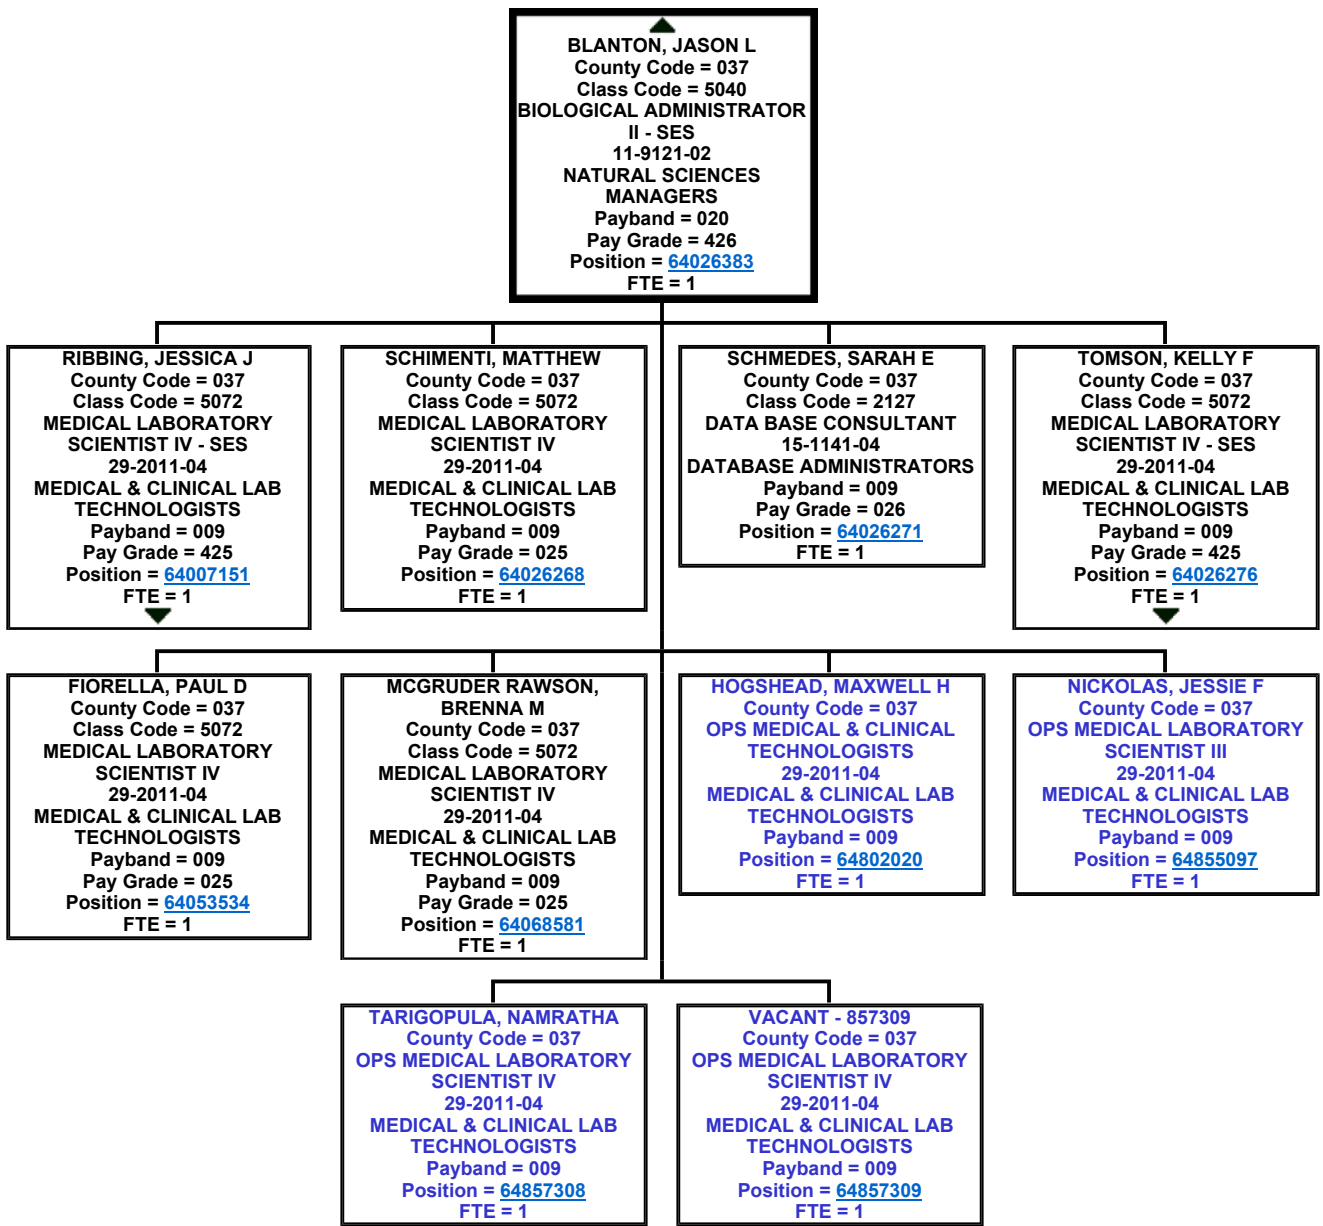 BLANTON, JASON L
County Code = 037
Class Code = 5040
BIOLOGICAL ADMINISTRATOR
II - SES
11-9121-02
NATURAL SCIENCES
MANAGERS
Payband = 020
Pay Grade = 426
Position = 64026383
FTE = 1
RIBBING, JESSICA J
County Code = 037
Class Code = 5072
MEDICAL LABORATORY
SCIENTIST IV - SES
29-2011-04
MEDICAL & CLINICAL LAB
TECHNOLOGISTS
Payband = 009
Pay Grade = 425
Position = 64007151
FTE = 1
SCHIMENTI, MATTHEW
County Code = 037
Class Code = 5072
MEDICAL LABORATORY
SCIENTIST IV
29-2011-04
MEDICAL & CLINICAL LAB
TECHNOLOGISTS
Payband = 009
Pay Grade = 025
Position = 64026268
FTE = 1
SCHMEDES, SARAH E
County Code = 037
Class Code = 2127
DATA BASE CONSULTANT
15-1141-04
DATABASE ADMINISTRATORS
Payband = 009
Pay Grade = 026
Position = 64026271
FTE = 1
TOMSON, KELLY F
County Code = 037
Class Code = 5072
MEDICAL LABORATORY
SCIENTIST IV - SES
29-2011-04
MEDICAL & CLINICAL LAB
TECHNOLOGISTS
Payband = 009
Pay Grade = 425
Position = 64026276
FTE = 1
FIORELLA, PAUL D
County Code = 037
Class Code = 5072
MEDICAL LABORATORY
SCIENTIST IV
29-2011-04
MEDICAL & CLINICAL LAB
TECHNOLOGISTS
Payband = 009
Pay Grade = 025
Position = 64053534
FTE = 1
MCGRUDER RAWSON,
BRENNA M
County Code = 037
Class Code = 5072
MEDICAL LABORATORY
SCIENTIST IV
29-2011-04
MEDICAL & CLINICAL LAB
TECHNOLOGISTS
Payband = 009
Pay Grade = 025
Position = 64068581
FTE = 1
HOGSHEAD, MAXWELL H
County Code = 037
OPS MEDICAL & CLINICAL
TECHNOLOGISTS
29-2011-04
MEDICAL & CLINICAL LAB
TECHNOLOGISTS
Payband = 009
Position = 64802020
FTE = 1
NICKOLAS, JESSIE F
County Code = 037
OPS MEDICAL LABORATORY
SCIENTIST III
29-2011-04
MEDICAL & CLINICAL LAB
TECHNOLOGISTS
Payband = 009
Position = 64855097
FTE = 1
TARIGOPULA, NAMRATHA
County Code = 037
OPS MEDICAL LABORATORY
SCIENTIST IV
29-2011-04
MEDICAL & CLINICAL LAB
TECHNOLOGISTS
Payband = 009
Position = 64857308
FTE = 1
VACANT - 857309
County Code = 037
OPS MEDICAL LABORATORY
SCIENTIST IV
29-2011-04
MEDICAL & CLINICAL LAB
TECHNOLOGISTS
Payband = 009
Position = 64857309
FTE = 1